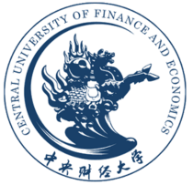 CENTRAL UNIVERSITY OF FINANCE AND ECONOMICS
中央财经大学